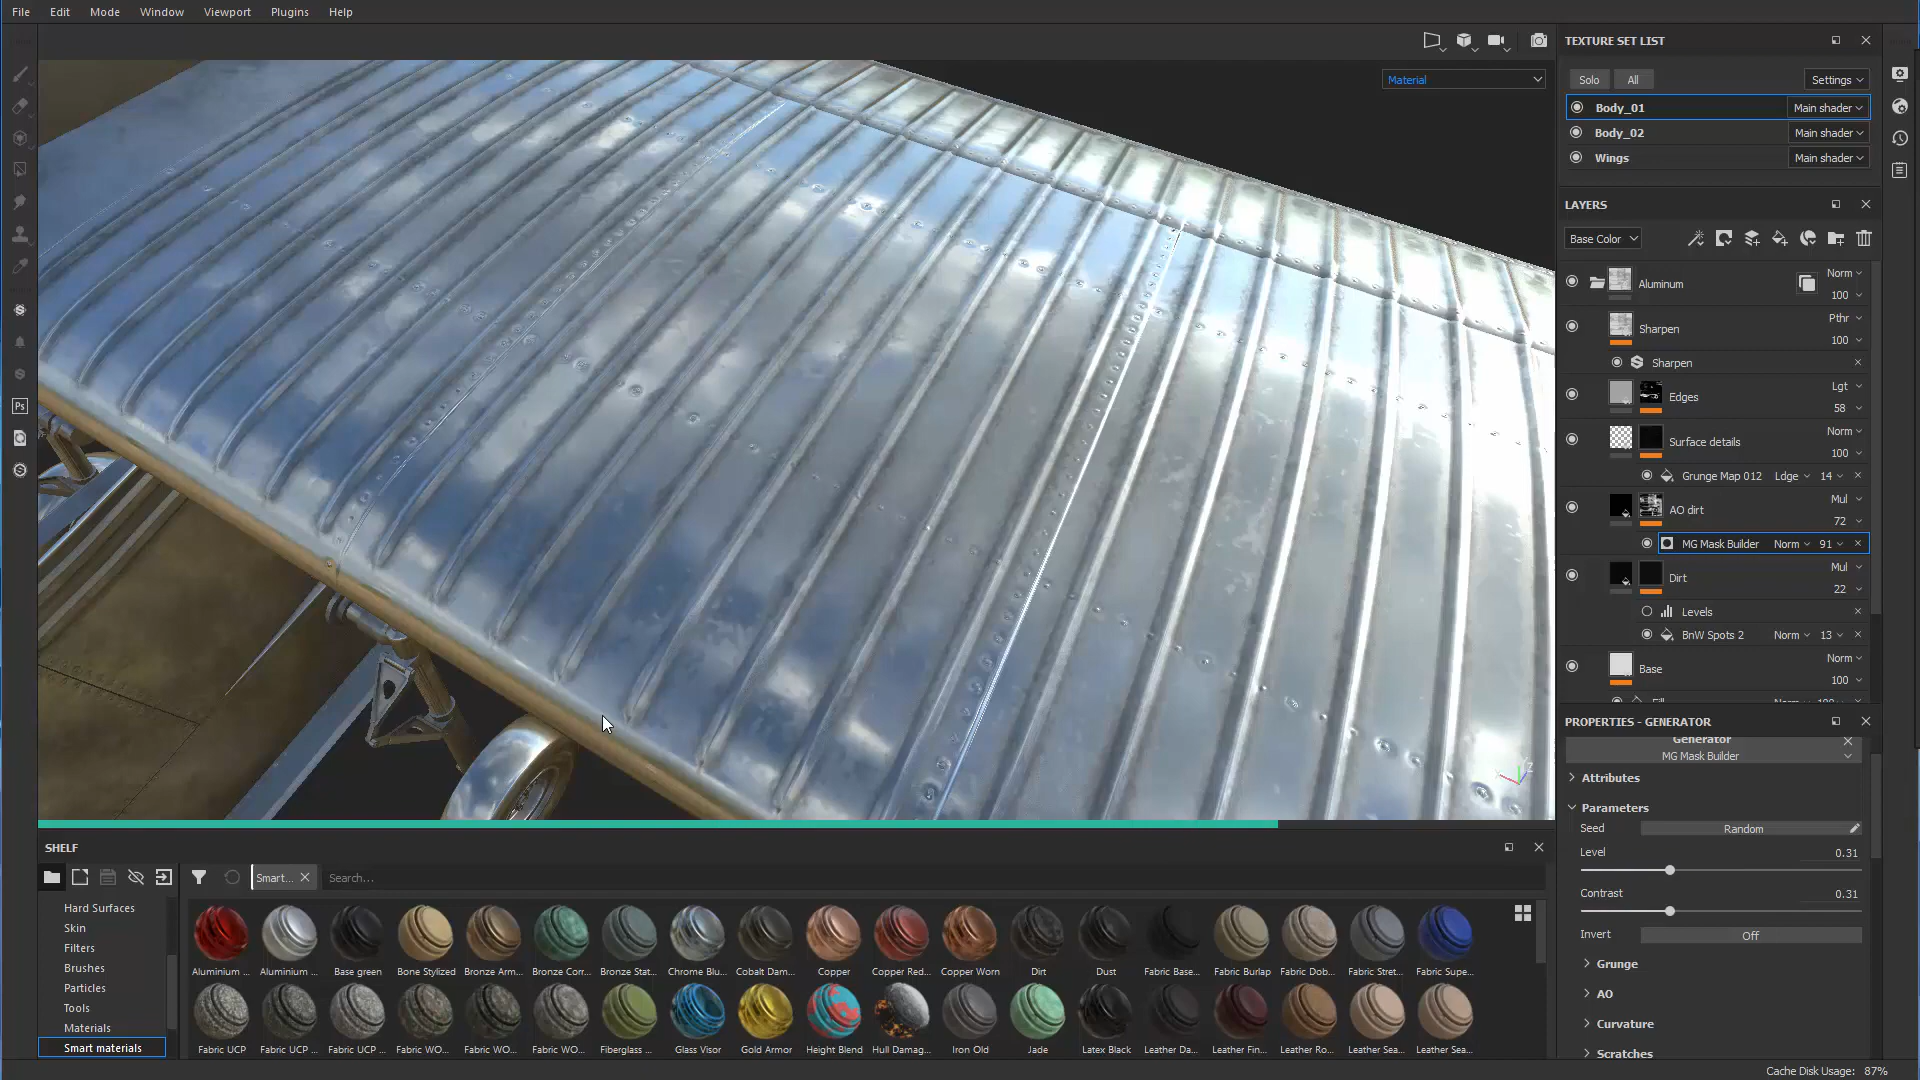 File Edit Mode Window Viewport Plugins Help
Material
TEXTURE SET LIST
Solo All Settings
Body_01 Main shader
Body_02 Main shader
Wings Main shader
LAYERS
Base Color
Aluminum Norm 100
Sharpen Pthr 100
Sharpen
Edges Lgt 58
Surface details Norm 100
Grunge Map 012 Ldge 14
AO dirt Mul 72
MG Mask Builder Norm 91
Dirt Mul 22
Levels
BnW Spots 2 Norm 13
Base Norm 100
PROPERTIES - GENERATOR
Generator
MG Mask Builder
Attributes
Parameters
Seed Random
Level 0.31
Contrast 0.31
Invert Off
Grunge
AO
Curvature
Scratches
SHELF
Smart... Search...
Hard Surfaces
Skin
Filters
Brushes
Particles
Tools
Materials
Smart materials
Aluminium ... Aluminium ... Base green Bone Stylized Bronze Arm... Bronze Corr... Bronze Stat... Chrome Blu... Cobalt Dam... Copper Copper Red... Copper Worn Dirt Dust Fabric Base... Fabric Burlap Fabric Dob... Fabric Stret... Fabric Supe...
Fabric UCP Fabric UCP ... Fabric UCP ... Fabric WO... Fabric WO... Fabric WO... Fiberglass ... Glass Visor Gold Armor Height Blend Hull Damag... Iron Old Jade Latex Black Leather Da... Leather Fin... Leather Ro... Leather Sea... Leather Sea...
Cache Disk Usage: 87%